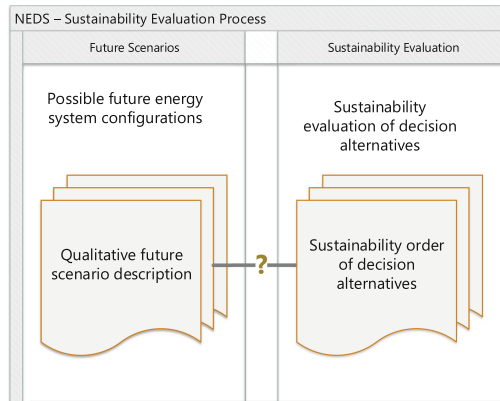 NEDS – Sustainability Evaluation Process
Future Scenarios
Sustainability Evaluation
Possible future energy
system configurations
Sustainability
evaluation of decision
alternatives
Qualitative future
scenario description
?
Sustainability order
of decision
alternatives